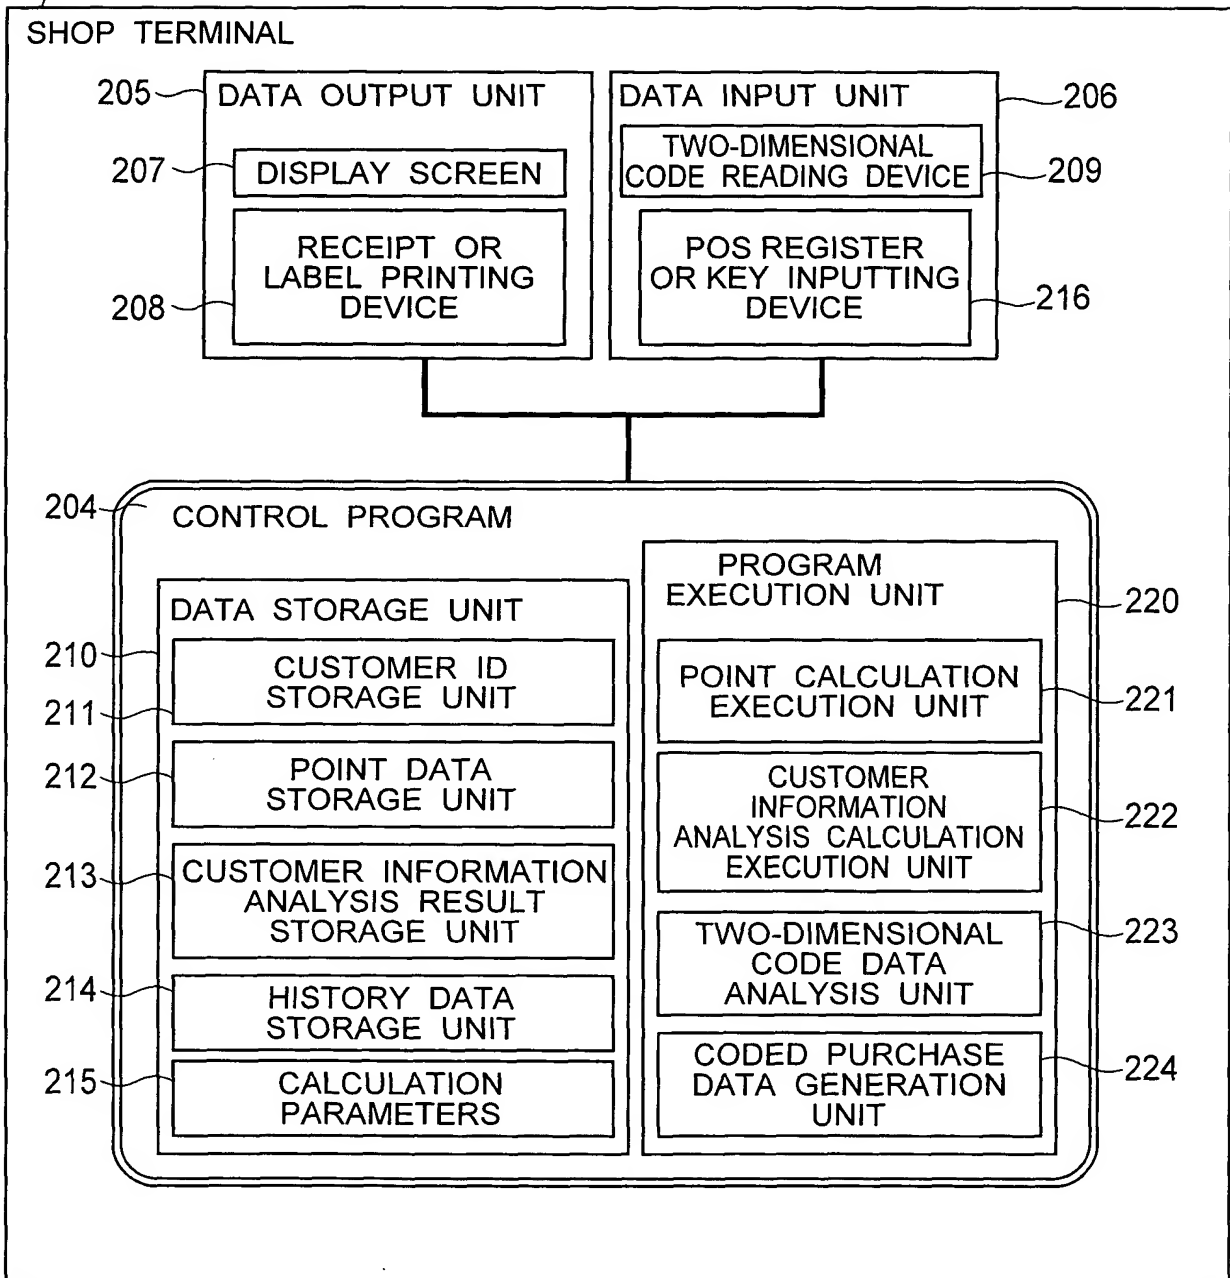 SHOP TERMINAL
205
DATA OUTPUT UNIT
207
DISPLAY SCREEN
208
RECEIPT OR
LABEL PRINTING
DEVICE
DATA INPUT UNIT
206
TWO-DIMENSIONAL
CODE READING DEVICE
209
POS REGISTER
OR KEY INPUTTING
DEVICE
216
204
CONTROL PROGRAM
210
DATA STORAGE UNIT
211
CUSTOMER ID
STORAGE UNIT
212
POINT DATA
STORAGE UNIT
213
CUSTOMER INFORMATION
ANALYSIS RESULT
STORAGE UNIT
214
HISTORY DATA
STORAGE UNIT
215
CALCULATION
PARAMETERS
PROGRAM
EXECUTION UNIT
220
POINT CALCULATION
EXECUTION UNIT
221
CUSTOMER
INFORMATION
ANALYSIS CALCULATION
EXECUTION UNIT
222
TWO-DIMENSIONAL
CODE DATA
ANALYSIS UNIT
223
CODED PURCHASE
DATA GENERATION
UNIT
224